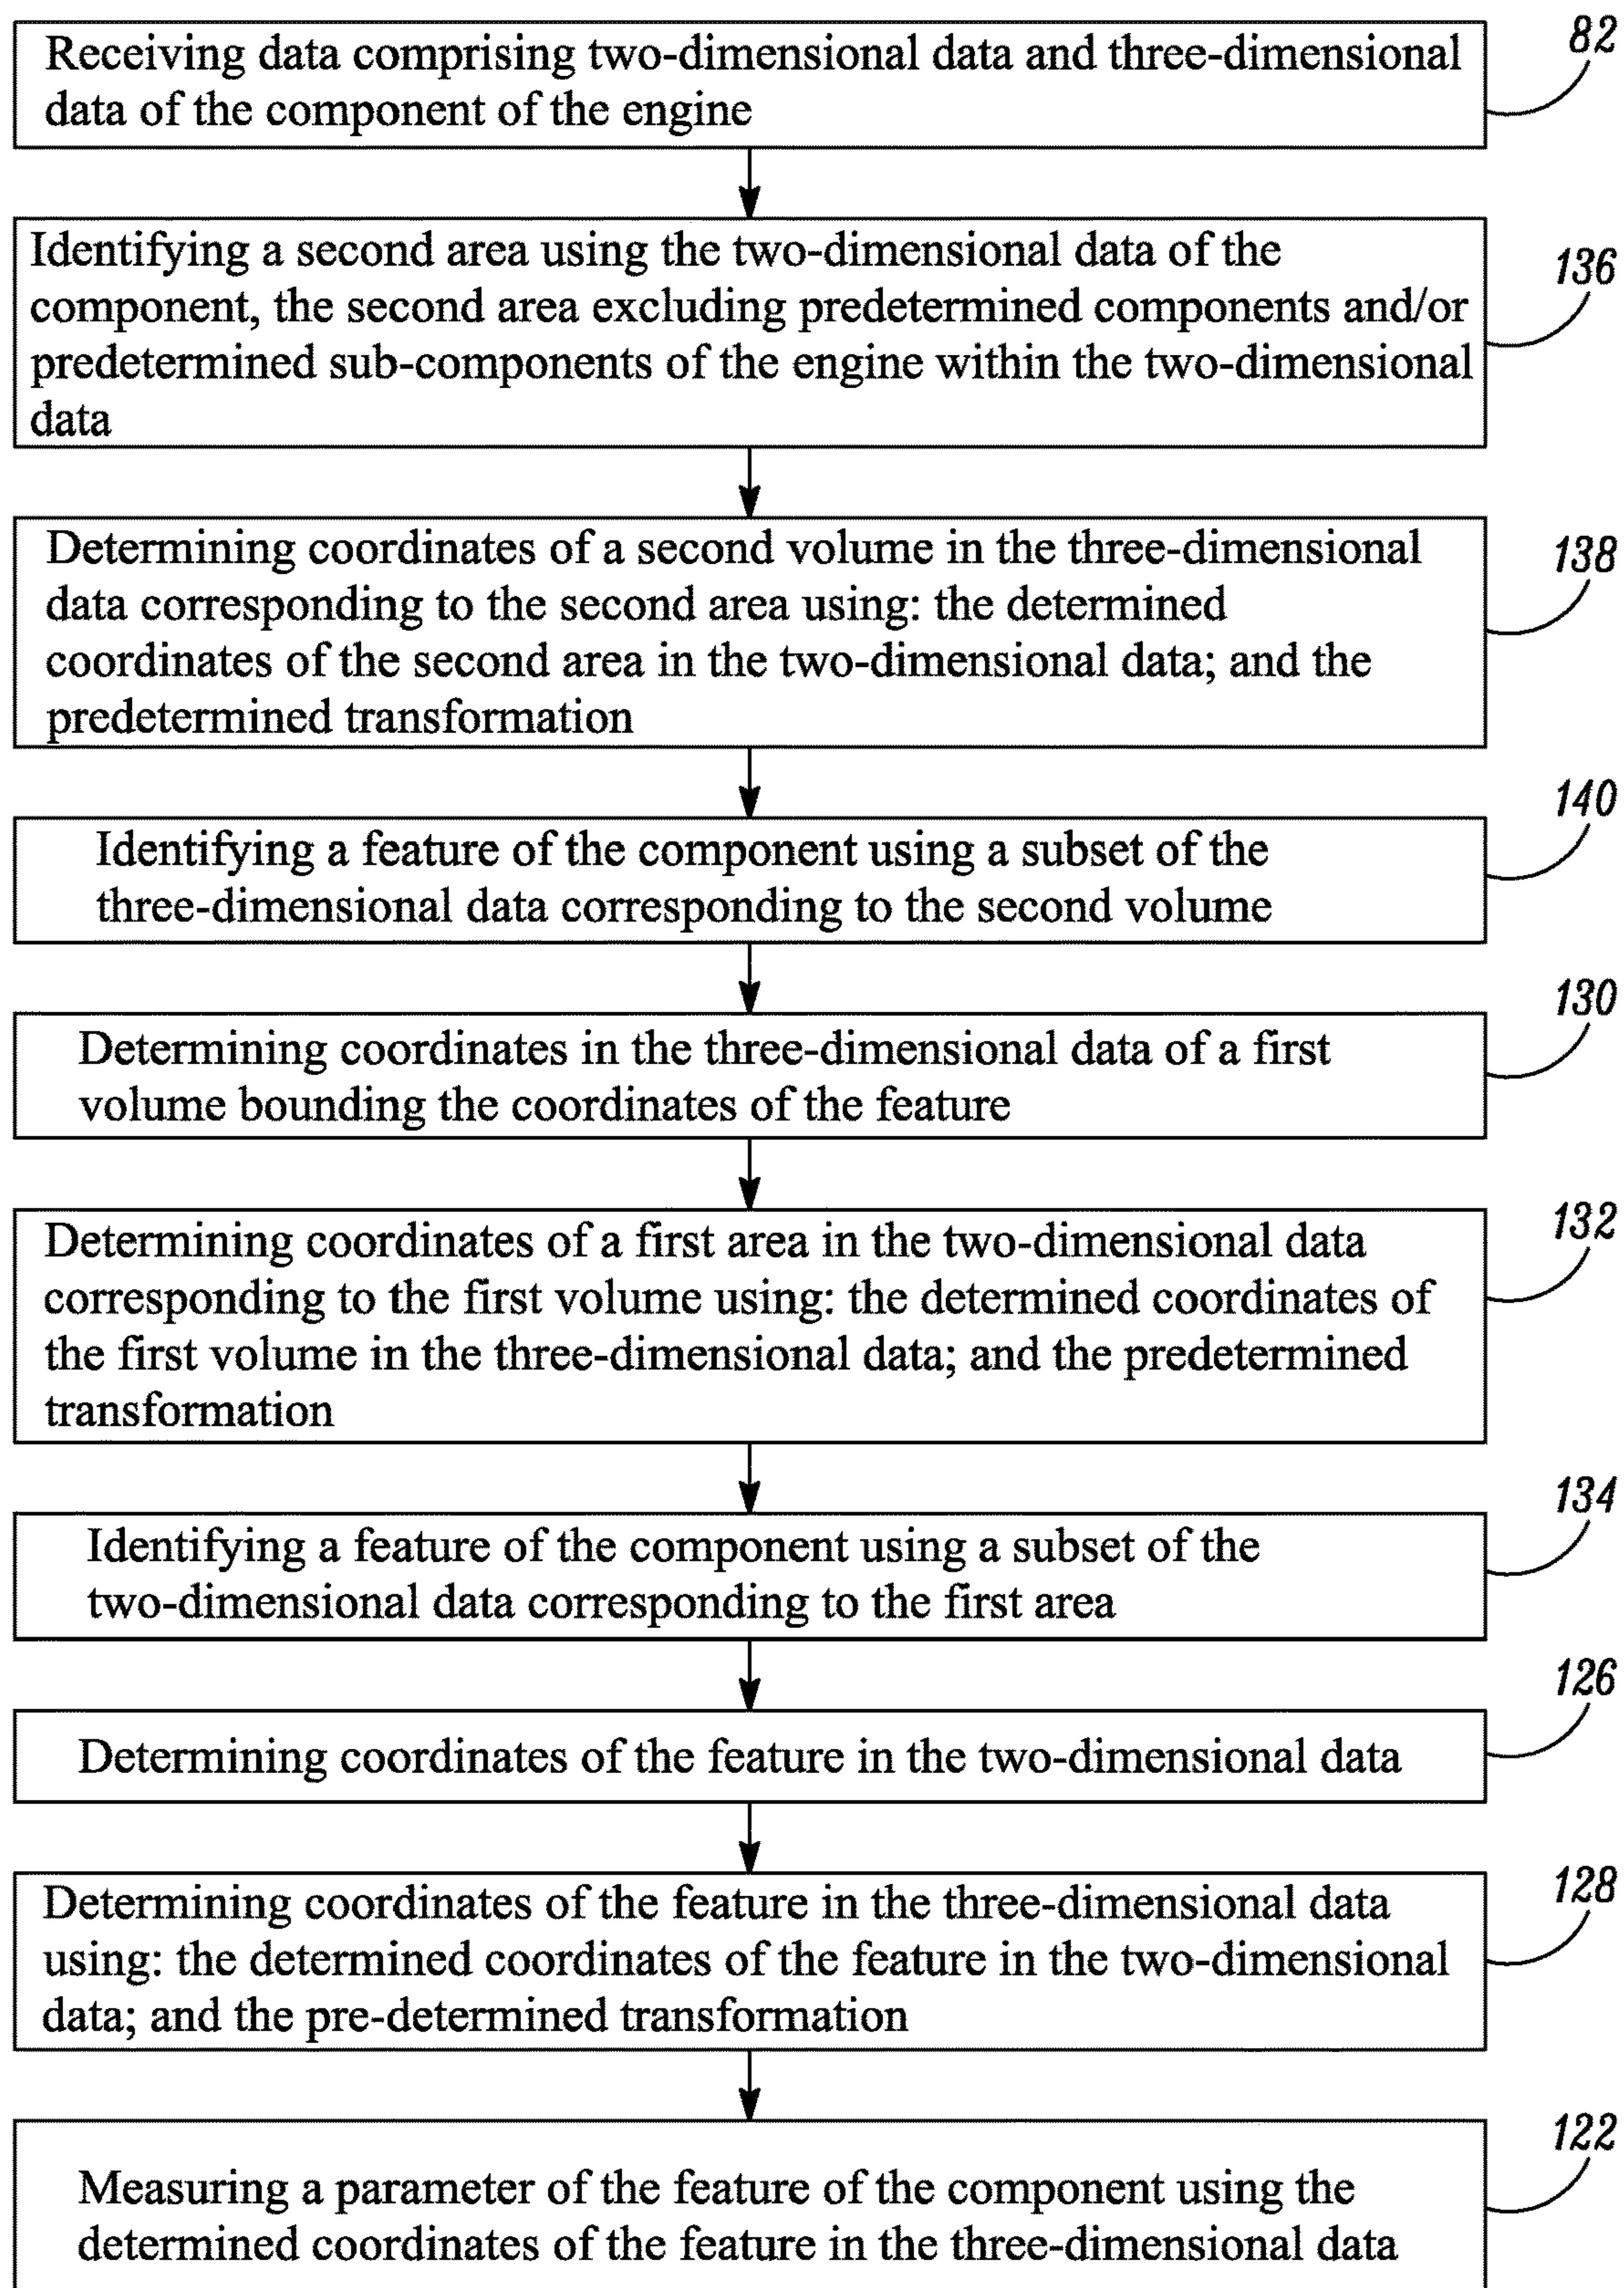 82
Receiving data comprising two-dimensional data and three-dimensional
data of the component of the engine
136
Identifying a second area using the two-dimensional data of the
component, the second area excluding predetermined components and/or
predetermined sub-components of the engine within the two-dimensional
data
138
Determining coordinates of a second volume in the three-dimensional
data corresponding to the second area using: the determined
coordinates of the second area in the two-dimensional data; and the
predetermined transformation
140
Identifying a feature of the component using a subset of the
three-dimensional data corresponding to the second volume
130
Determining coordinates in the three-dimensional data of a first
volume bounding the coordinates of the feature
132
Determining coordinates of a first area in the two-dimensional data
corresponding to the first volume using: the determined coordinates of
the first volume in the three-dimensional data; and the predetermined
transformation
134
Identifying a feature of the component using a subset of the
two-dimensional data corresponding to the first area
126
Determining coordinates of the feature in the two-dimensional data
128
Determining coordinates of the feature in the three-dimensional data
using: the determined coordinates of the feature in the two-dimensional
data; and the pre-determined transformation
122
Measuring a parameter of the feature of the component using the
determined coordinates of the feature in the three-dimensional data